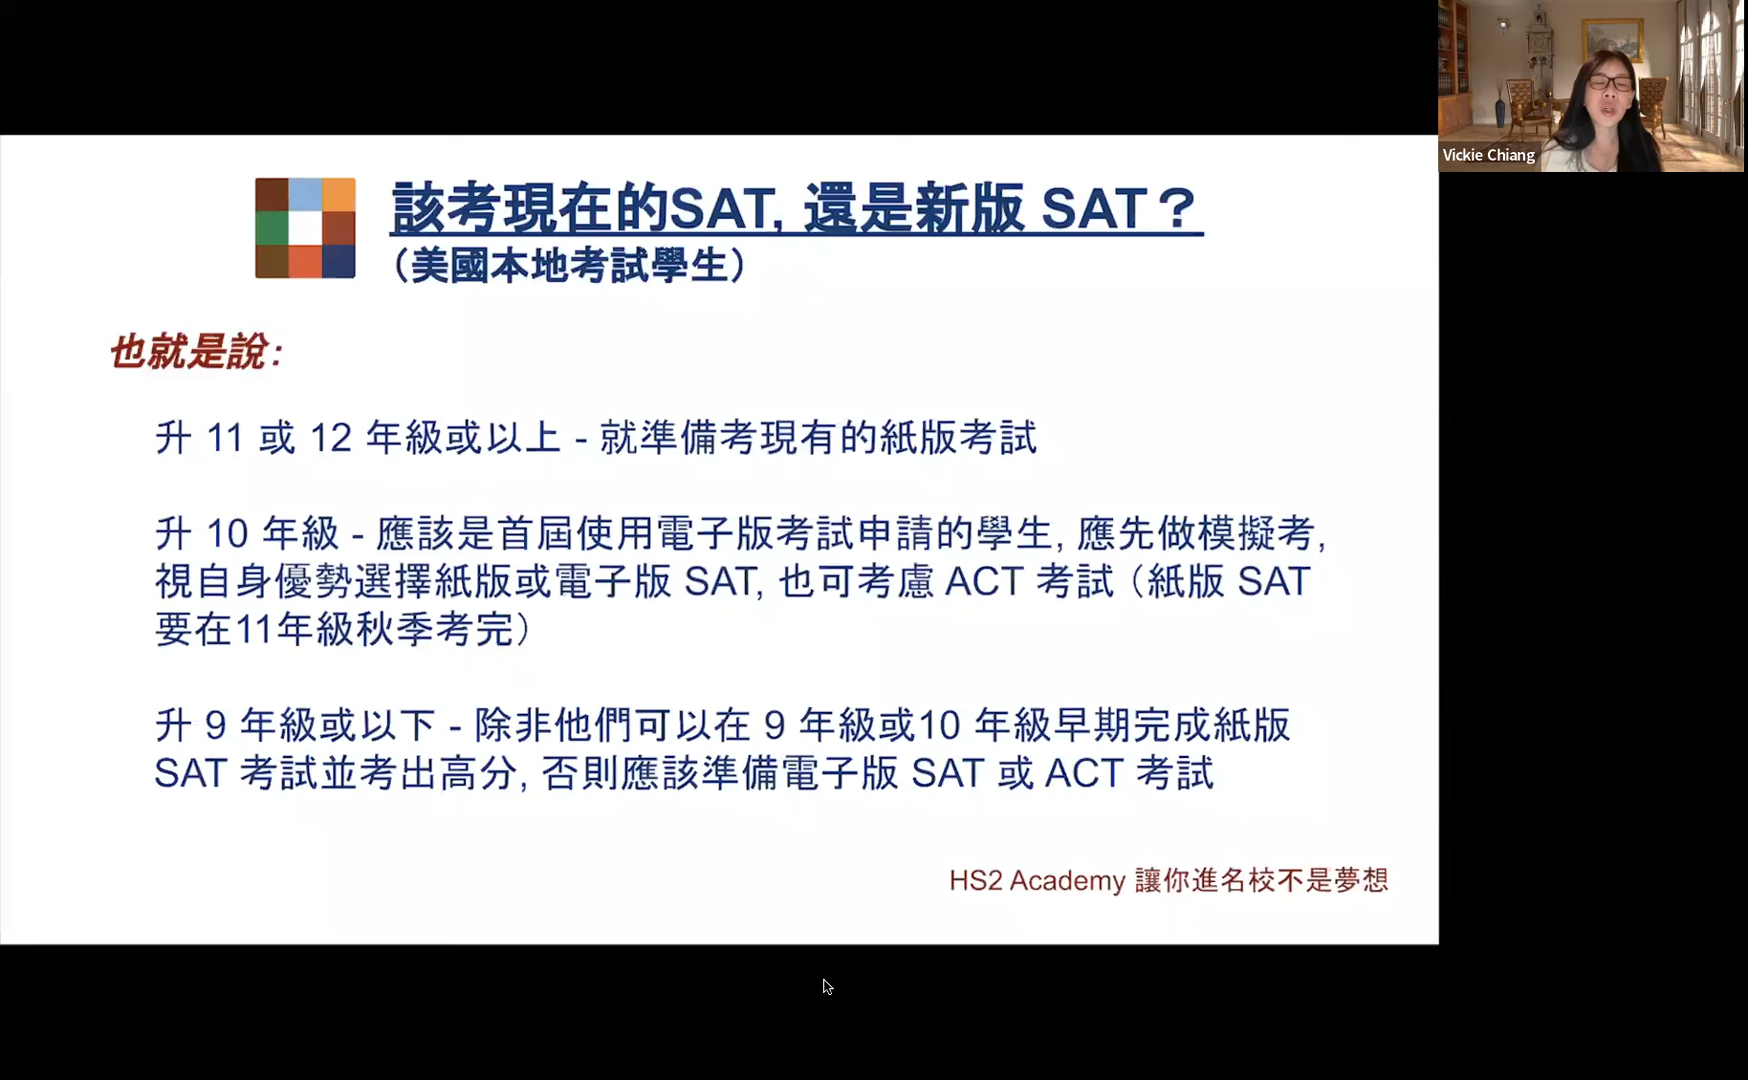 Vickie Chiang
該考現在的SAT, 還是新版 SAT？
（美國本地考試學生）
也就是說:
升 11 或 12 年級或以上 - 就準備考現有的紙版考試
升 10 年級 - 應該是首屆使用電子版考試申請的學生, 應先做模擬考,
視自身優勢選擇紙版或電子版 SAT, 也可考慮 ACT 考試（紙版 SAT
要在11年級秋季考完）
升 9 年級或以下 - 除非他們可以在 9 年級或10 年級早期完成紙版
SAT 考試並考出高分, 否則應該準備電子版 SAT 或 ACT 考試
HS2 Academy 讓你進名校不是夢想